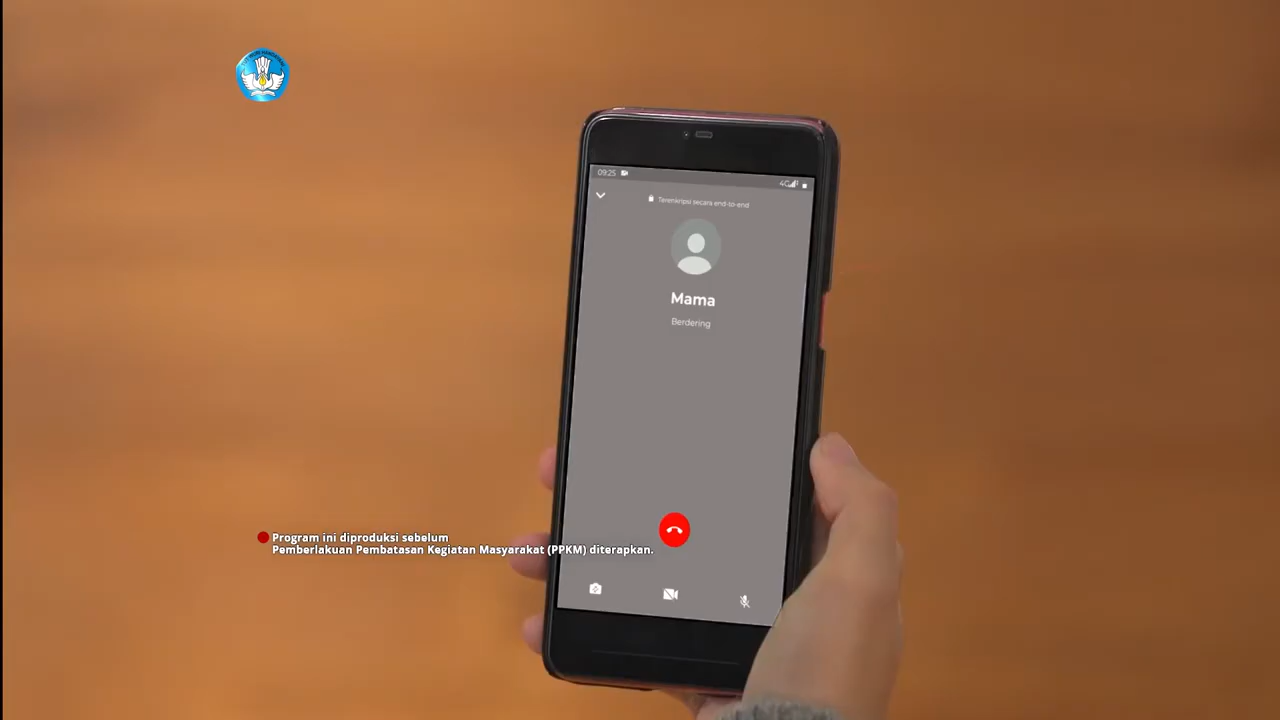 09:25
4G
Terenkripsi secara end-to-end
Mama
Berdering
Program ini diproduksi sebelum
Pemberlakuan Pembatasan Kegiatan Masyarakat (PPKM) diterapkan.